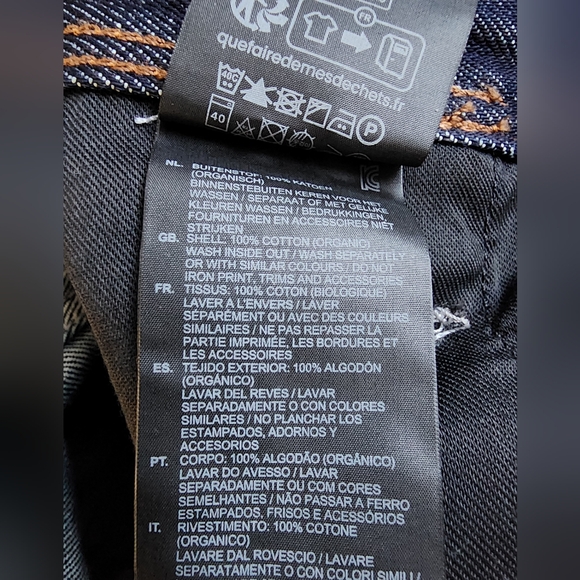 FR
quefairedemesdechets.fr
40C
P
40
NL. BUITENSTOF: 100% KATOEN
(ORGANISCH)
BINNENSTEBUITEN KEREN VOOR HET
WASSEN / SEPARAAT OF MET GELIJKE
KLEUREN WASSEN / BEDRUKKINGEN,
FOURNITUREN EN ACCESSOIRES NIET
STRIJKEN
GB. SHELL: 100% COTTON (ORGANIC)
WASH INSIDE OUT / WASH SEPARATELY
OR WITH SIMILAR COLOURS / DO NOT
IRON PRINT, TRIMS AND ACCESSORIES
FR. TISSUS: 100% COTON (BIOLOGIQUE)
LAVER A L'ENVERS / LAVER
SÉPARÉMENT OU AVEC DES COULEURS
SIMILAIRES / NE PAS REPASSER LA
PARTIE IMPRIMÉE, LES BORDURES ET
LES ACCESSOIRES
ES. TEJIDO EXTERIOR: 100% ALGODÓN
(ORGÁNICO)
LAVAR DEL REVES / LAVAR
SEPARADAMENTE O CON COLORES
SIMILARES / NO PLANCHAR LOS
ESTAMPADOS, ADORNOS Y
ACCESORIOS
PT. CORPO: 100% ALGODÃO (ORGÂNICO)
LAVAR DO AVESSO / LAVAR
SEPARADAMENTE OU COM CORES
SEMELHANTES / NÃO PASSAR A FERRO
ESTAMPADOS, FRISOS E ACESSÓRIOS
IT. RIVESTIMENTO: 100% COTONE
(ORGANICO)
LAVARE DAL ROVESCIO / LAVARE
SEPARATAMENTE O CON COLORI SIMILI /